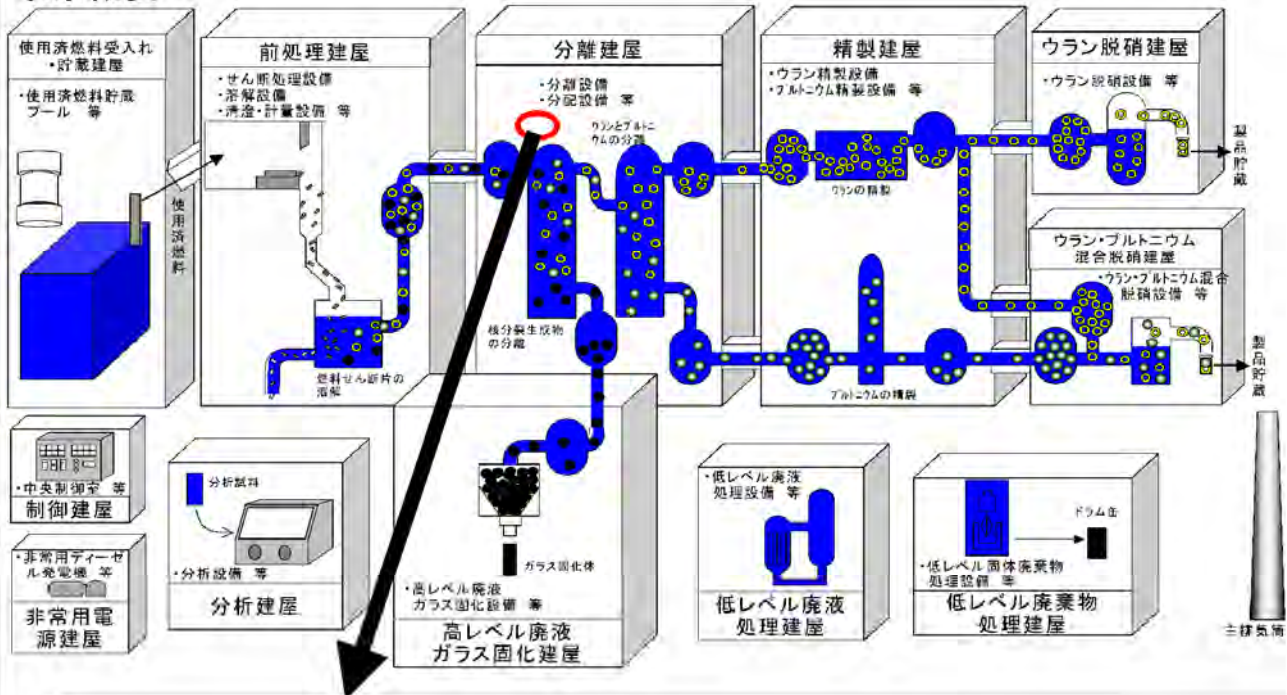 使用済燃料受入れ
・貯蔵建屋
・使用済燃料貯蔵
プール 等
使用済燃料
前処理建屋
・せん断処理設備
・溶解設備
・清澄・計量設備 等
燃料せん断片の
溶解
分離建屋
・分離設備
・分配設備 等
ウランとプルトニ
ウムの分離
核分裂生成物
の分離
精製建屋
・ウラン精製設備
・プルトニウム精製設備 等
ウランの精製
プルトニウムの精製
ウラン脱硝建屋
・ウラン脱硝設備 等
製品貯蔵
ウラン・プルトニウム
混合脱硝建屋
・ウラン・プルトニウム混合
脱硝設備 等
製品貯蔵
・中央制御室 等
制御建屋
・非常用ディーゼ
ル発電機 等
非常用電
源建屋
分析試料
・分析設備 等
分析建屋
ガラス固化体
・高レベル廃液
ガラス固化設備 等
高レベル廃液
ガラス固化建屋
・低レベル廃液
処理設備 等
低レベル廃液
処理建屋
ドラム缶
・低レベル固体廃棄物
処理設備 等
低レベル廃棄物
処理建屋
主排気筒